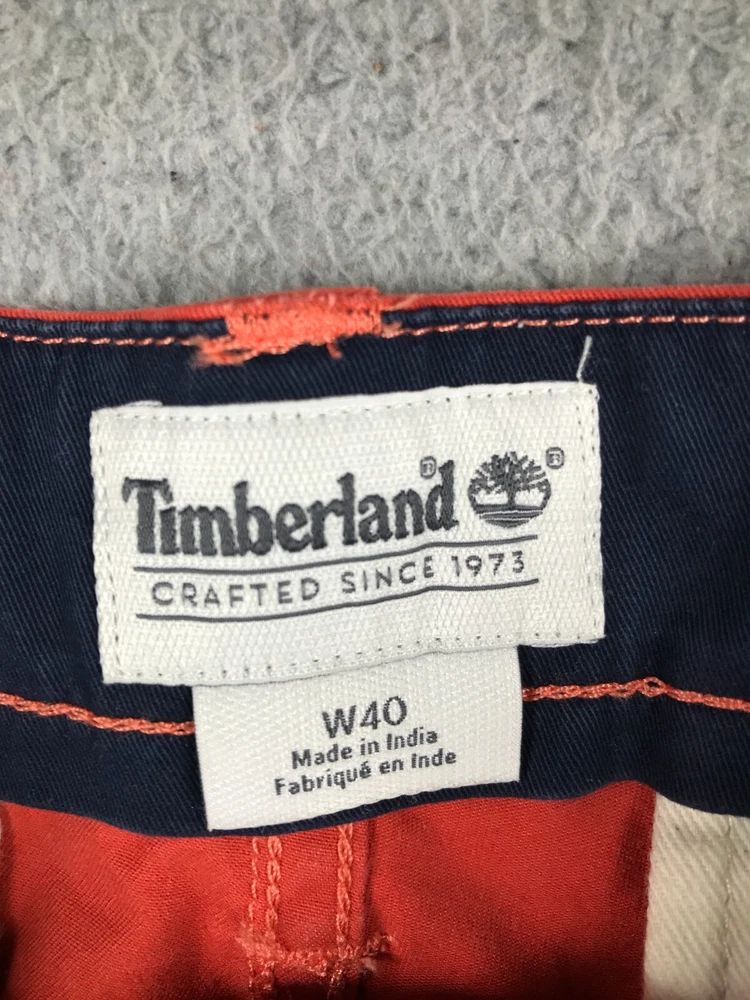 Timberland®®
CRAFTED SINCE 1973
W40
Made in India
Fabriqué en Inde